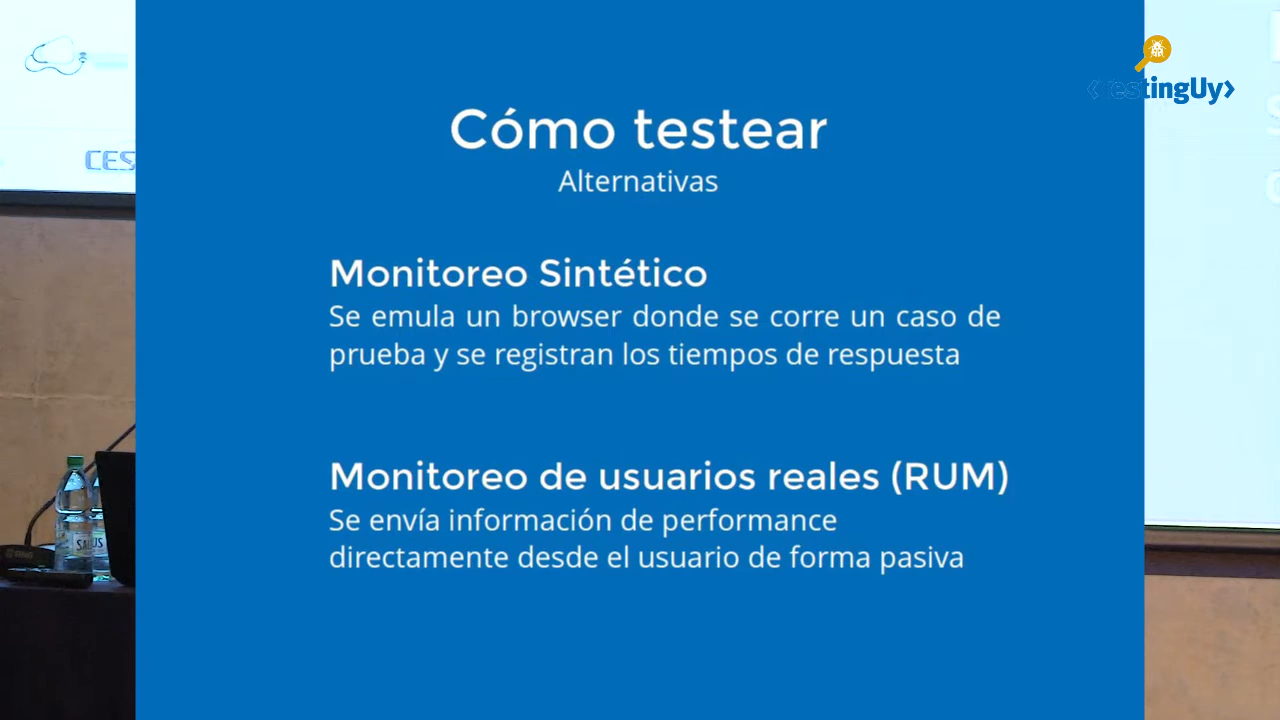 <TestingUy>
CES
Cómo testear
Alternativas
Monitoreo Sintético
Se emula un browser donde se corre un caso de
prueba y se registran los tiempos de respuesta
Monitoreo de usuarios reales (RUM)
Se envía información de performance
directamente desde el usuario de forma pasiva